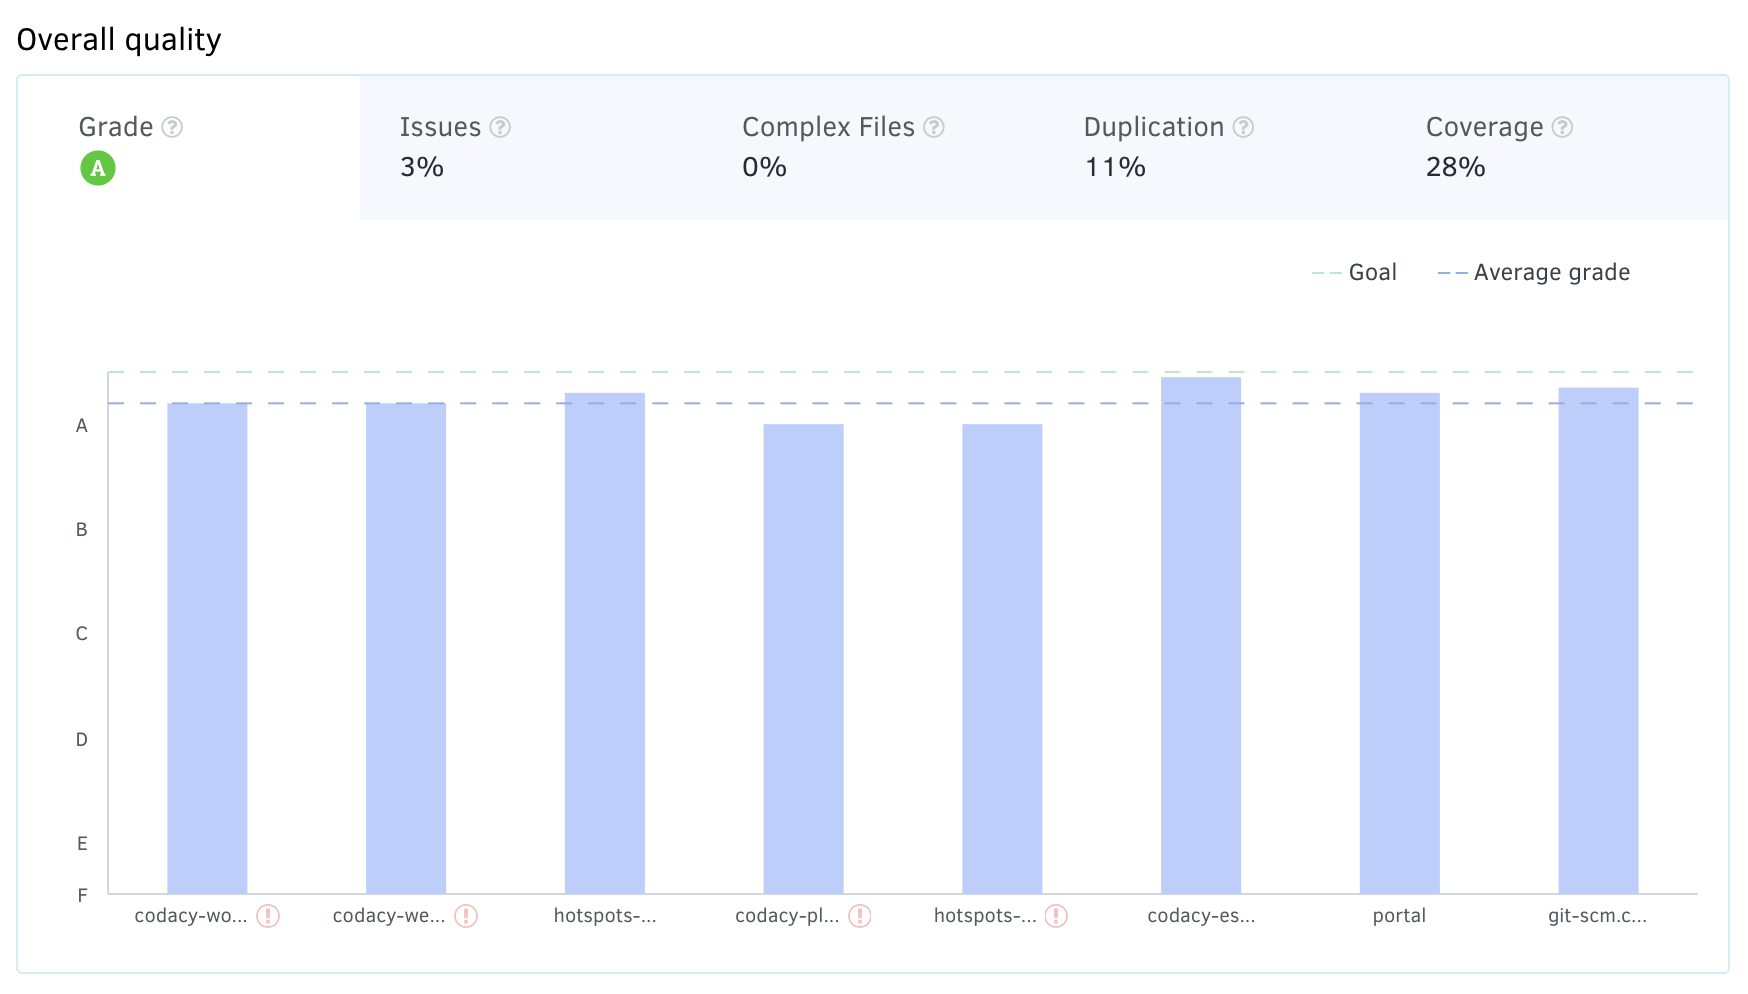 Overall quality
Grade ?
A
Issues ?
3%
Complex Files ?
0%
Duplication ?
11%
Coverage ?
28%
Goal
Average grade
A
B
C
D
E
F
codacy-wo... !
codacy-we... !
hotspots-...
codacy-pl... !
hotspots-... !
codacy-es...
portal
git-scm.c...